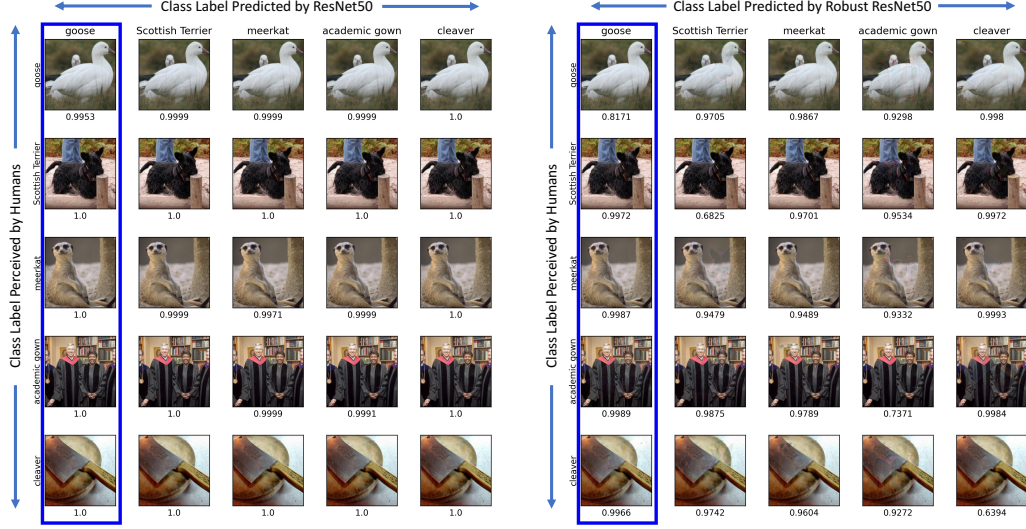 Class Label Predicted by ResNet50
goose Scottish Terrier meerkat academic gown cleaver
Class Label Perceived by Humans
goose
0.9953 0.9999 0.9999 0.9999 1.0
Scottish Terrier
1.0 1.0 1.0 1.0 1.0
meerkat
1.0 0.9999 0.9971 0.9999 1.0
academic gown
1.0 1.0 0.9999 0.9991 1.0
cleaver
1.0 1.0 1.0 1.0 1.0
Class Label Predicted by Robust ResNet50
goose Scottish Terrier meerkat academic gown cleaver
Class Label Perceived by Humans
goose
0.8171 0.9705 0.9867 0.9298 0.998
Scottish Terrier
0.9972 0.6825 0.9701 0.9534 0.9972
meerkat
0.9987 0.9479 0.9489 0.9332 0.9993
academic gown
0.9989 0.9875 0.9789 0.7371 0.9984
cleaver
0.9966 0.9742 0.9604 0.9272 0.6394